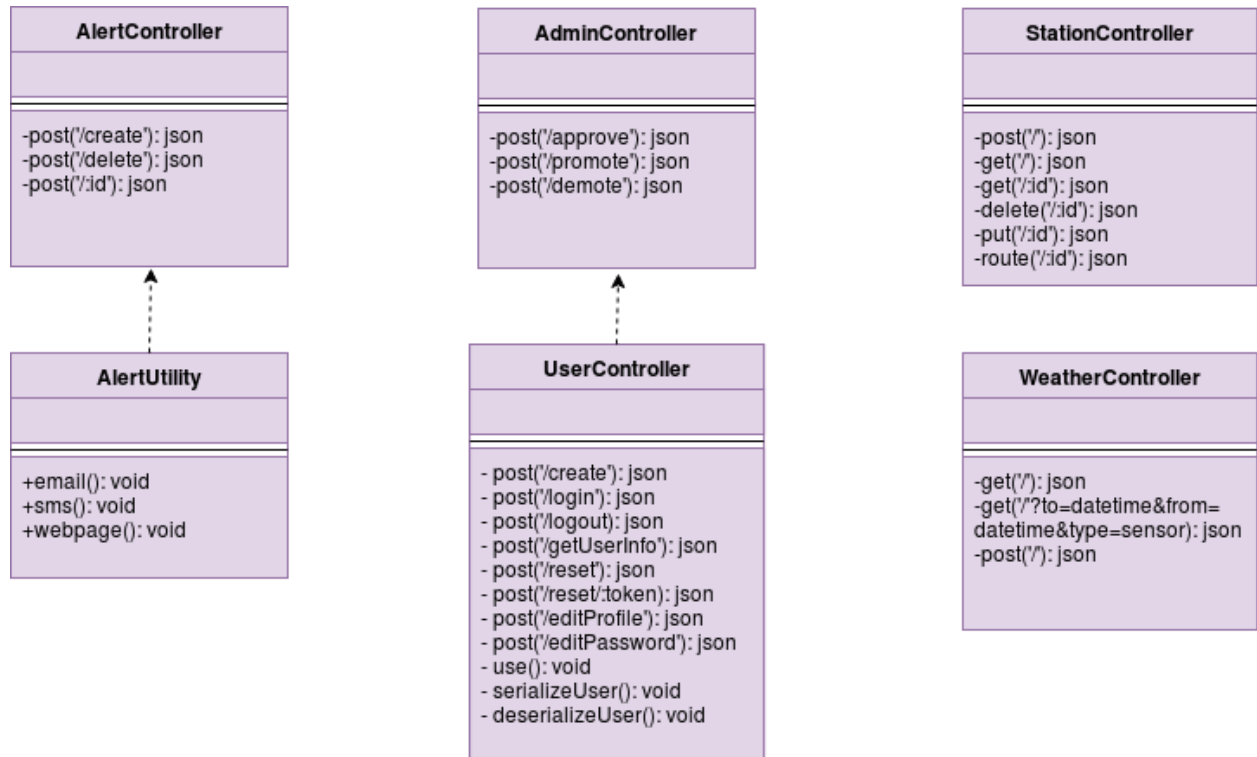 AlertController
-post('/create'): json
-post('/delete'): json
-post('/:id'): json
AdminController
-post('/approve'): json
-post('/promote'): json
-post('/demote'): json
StationController
-post('/'): json
-get('/'): json
-get('/:id'): json
-delete('/:id'): json
-put('/:id'): json
-route('/:id'): json
AlertUtility
+email(): void
+sms(): void
+webpage(): void
UserController
- post('/create'): json
- post('/login'): json
- post('/logout): json
- post('/getUserInfo'): json
- post('/reset'): json
- post('/reset/:token): json
- post('/editProfile'): json
- post('/editPassword'): json
- use(): void
- serializeUser(): void
- deserializeUser(): void
WeatherController
-get('/'): json
-get('/'?to=datetime&from=
datetime&type=sensor): json
-post('/'): json